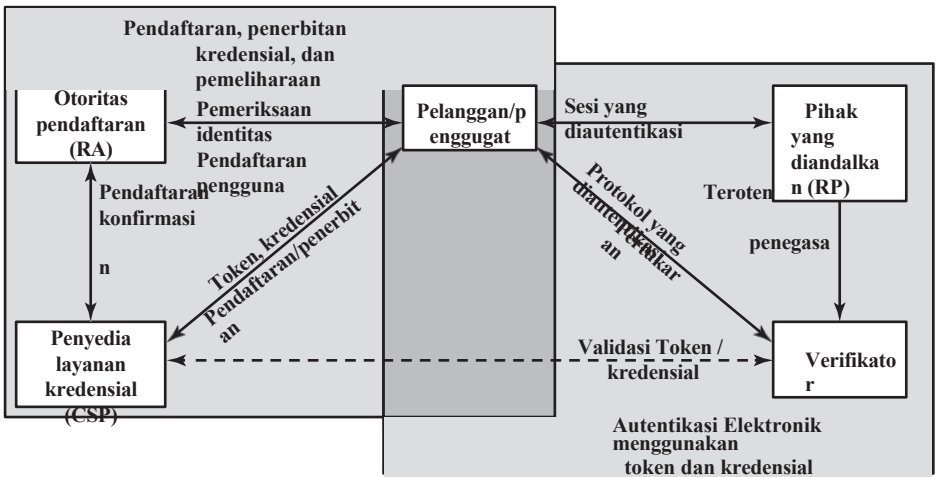 Pendaftaran, penerbitan
kredensial, dan
pemeliharaan
Otoritas
pendaftaran
(RA)
Pemeriksaan
identitas
Pendaftaran
pengguna
Pelanggan/p
enggugat
Sesi yang
diautentikasi
Pihak
yang
diandalka
n (RP)
Pendaftaran
konfirmasi
n
Token, kredensial
Pendaftaran/penerbit
an
Protokol yang
diautentikasi
pertukar
an
Teroten
penegasa
Penyedia
layanan
kredensial
(CSP)
Validasi Token /
kredensial
Verifikato
r
Autentikasi Elektronik
menggunakan
token dan kredensial